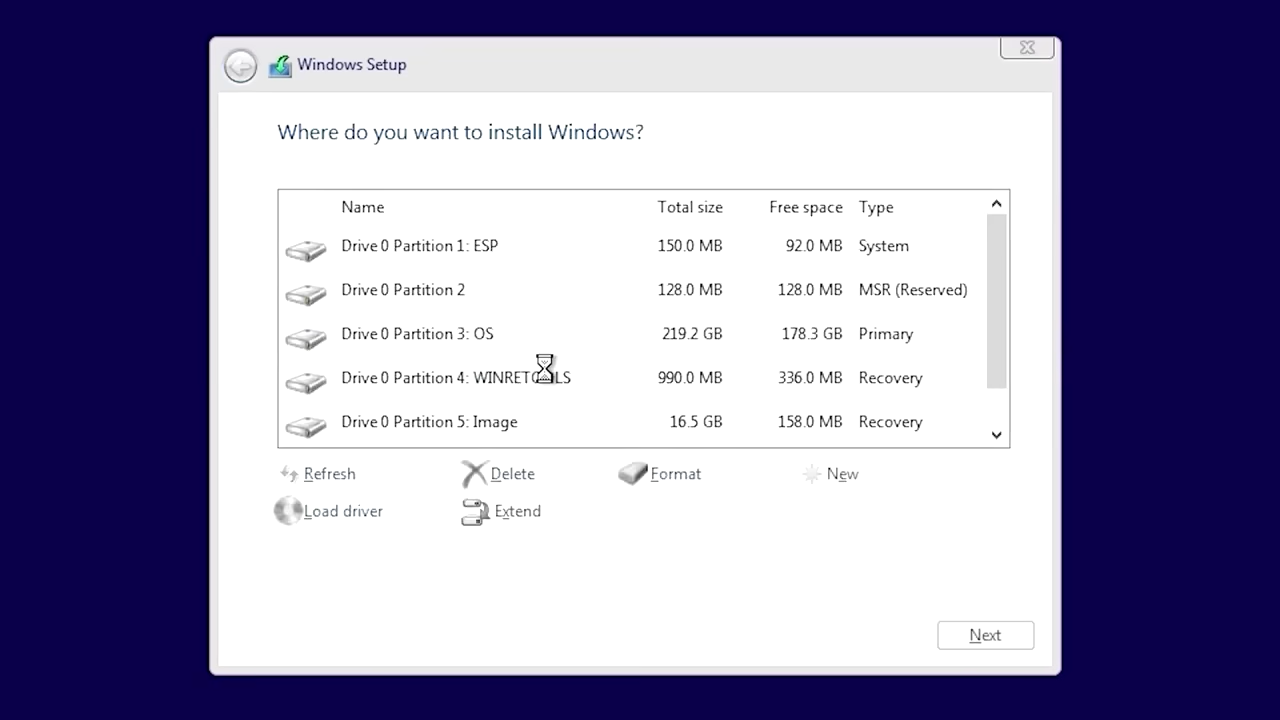 Windows Setup
Where do you want to install Windows?
Name Total size Free space Type
Drive 0 Partition 1: ESP 150.0 MB 92.0 MB System
Drive 0 Partition 2 128.0 MB 128.0 MB MSR (Reserved)
Drive 0 Partition 3: OS 219.2 GB 178.3 GB Primary
Drive 0 Partition 4: WINRETOOLS 990.0 MB 336.0 MB Recovery
Drive 0 Partition 5: Image 16.5 GB 158.0 MB Recovery
Refresh Delete Format New
Load driver Extend
Next